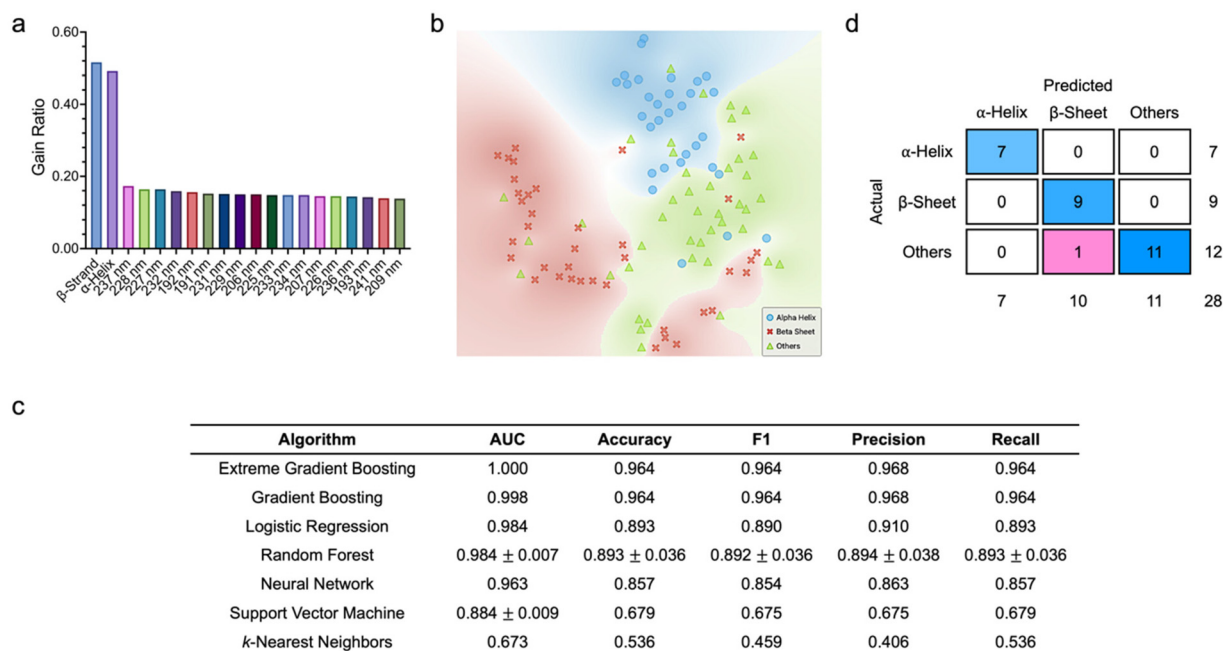 a
0.60
0.40
0.20
0.00
Gain Ratio
β-Strand
α-Helix
237 nm
228 nm
227 nm
232 nm
192 nm
191 nm
231 nm
229 nm
206 nm
225 nm
233 nm
234 nm
207 nm
226 nm
236 nm
193 nm
241 nm
209 nm
b
Alpha Helix
Beta Sheet
Others
d
Predicted
α-Helix β-Sheet Others
Actual
α-Helix 7 0 0 7
β-Sheet 0 9 0 9
Others 0 1 11 12
7 10 11 28
c
Algorithm AUC Accuracy F1 Precision Recall
Extreme Gradient Boosting 1.000 0.964 0.964 0.968 0.964
Gradient Boosting 0.998 0.964 0.964 0.968 0.964
Logistic Regression 0.984 0.893 0.890 0.910 0.893
Random Forest 0.984 ± 0.007 0.893 ± 0.036 0.892 ± 0.036 0.894 ± 0.038 0.893 ± 0.036
Neural Network 0.963 0.857 0.854 0.863 0.857
Support Vector Machine 0.884 ± 0.009 0.679 0.675 0.675 0.679
k-Nearest Neighbors 0.673 0.536 0.459 0.406 0.536